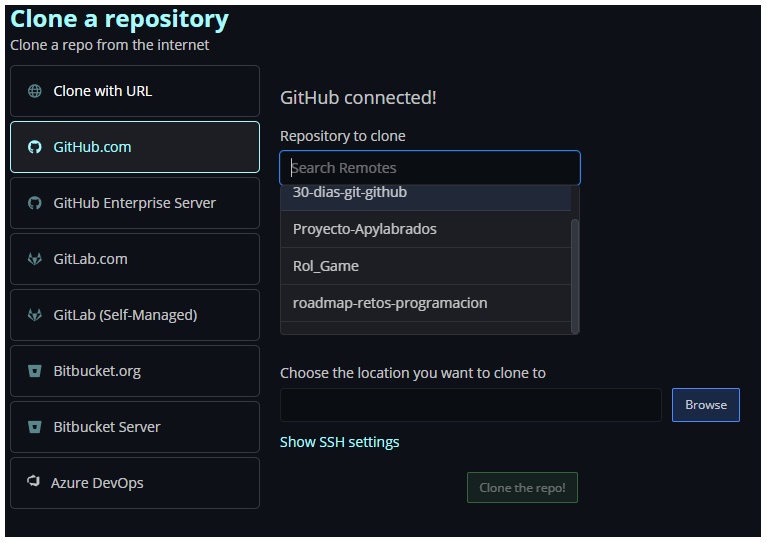 Clone a repository
Clone a repo from the internet
Clone with URL
GitHub.com
GitHub Enterprise Server
GitLab.com
GitLab (Self-Managed)
Bitbucket.org
Bitbucket Server
Azure DevOps
GitHub connected!
Repository to clone
Search Remotes
30-dias-git-github
Proyecto-Apylabrados
Rol_Game
roadmap-retos-programacion
Choose the location you want to clone to
Browse
Show SSH settings
Clone the repo!